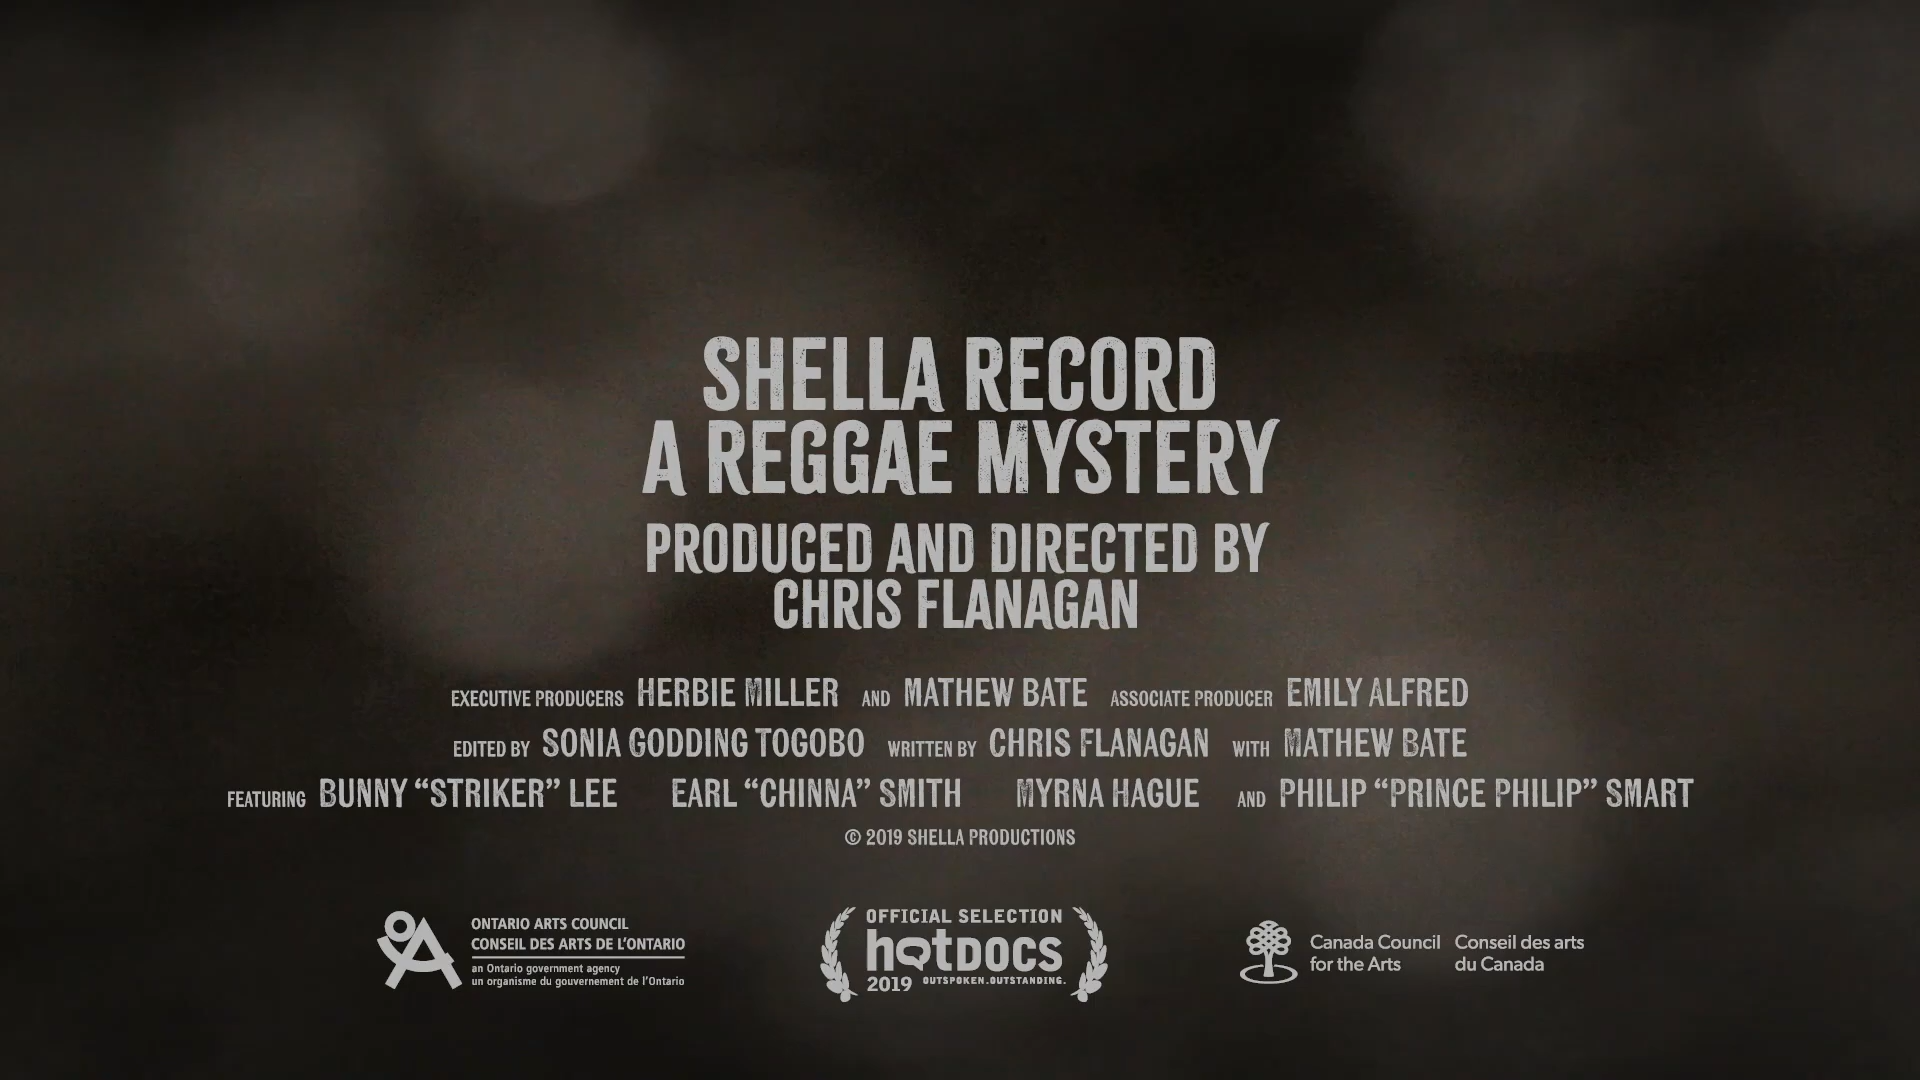 SHELLA RECORD
A REGGAE MYSTERY
PRODUCED AND DIRECTED BY
CHRIS FLANAGAN
EXECUTIVE PRODUCERS HERBIE MILLER AND MATHEW BATE ASSOCIATE PRODUCER EMILY ALFRED
EDITED BY SONIA GODDING TOGOBO WRITTEN BY CHRIS FLANAGAN WITH MATHEW BATE
FEATURING BUNNY “STRIKER” LEE EARL “CHINNA” SMITH MYRNA HAGUE AND PHILIP “PRINCE PHILIP” SMART
© 2019 SHELLA PRODUCTIONS
ONTARIO ARTS COUNCIL
CONSEIL DES ARTS DE L’ONTARIO
an Ontario government agency
un organisme du gouvernement de l’Ontario
OFFICIAL SELECTION
hotDOCS
2019 OUTSPOKEN.OUTSTANDING.
Canada Council Conseil des arts
for the Arts du Canada